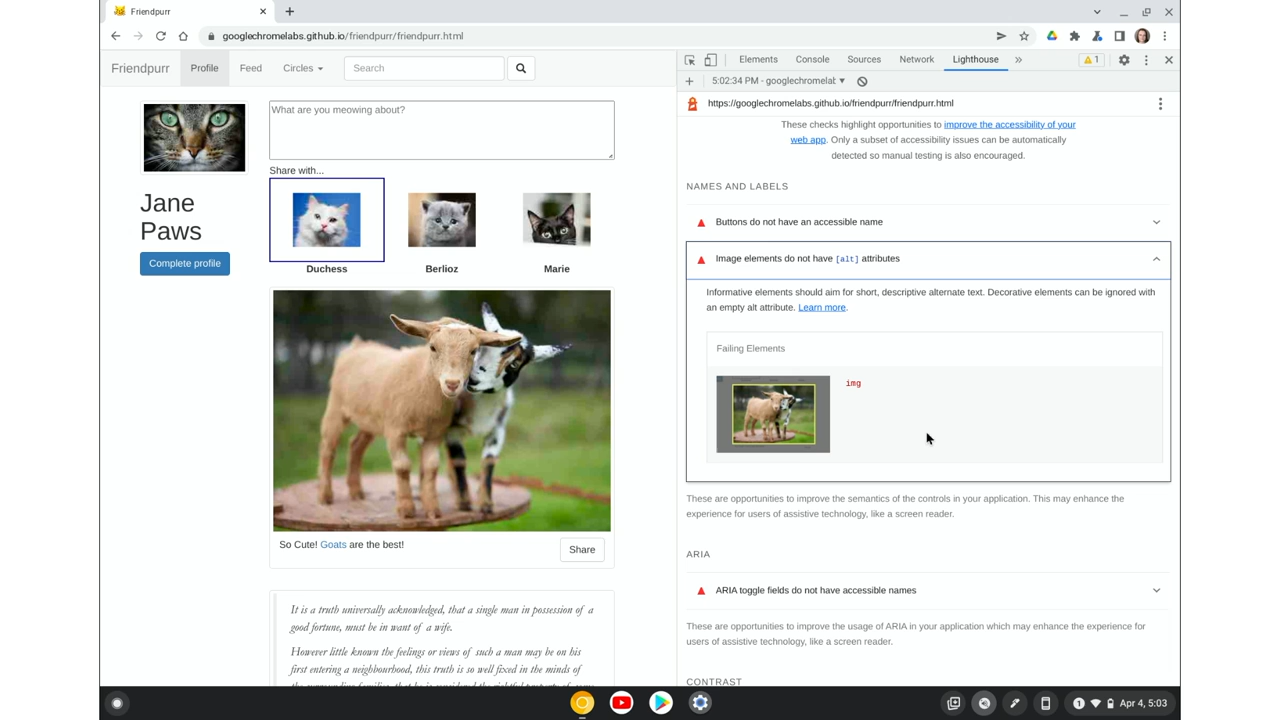 Friendpurr
googlechromelabs.github.io/friendpurr/friendpurr.html
Friendpurr
Profile
Feed
Circles
Search
What are you meowing about?
Share with...
Jane
Paws
Complete profile
Duchess
Berlioz
Marie
So Cute! Goats are the best!
Share
It is a truth universally acknowledged, that a single man in possession of a
good fortune, must be in want of a wife.
However little known the feelings or views of such a man may be on his
first entering a neighbourhood, this truth is so well fixed in the minds of
Elements
Console
Sources
Network
Lighthouse
1
5:02:34 PM - googlechromelat
https://googlechromelabs.github.io/friendpurr/friendpurr.html
These checks highlight opportunities to improve the accessibility of your
web app. Only a subset of accessibility issues can be automatically
detected so manual testing is also encouraged.
NAMES AND LABELS
Buttons do not have an accessible name
Image elements do not have [alt] attributes
Informative elements should aim for short, descriptive alternate text. Decorative elements can be ignored with
an empty alt attribute. Learn more.
Failing Elements
img
These are opportunities to improve the semantics of the controls in your application. This may enhance the
experience for users of assistive technology, like a screen reader.
ARIA
ARIA toggle fields do not have accessible names
These are opportunities to improve the usage of ARIA in your application which may enhance the experience for
users of assistive technology, like a screen reader.
CONTRAST
1
Apr 4, 5:03